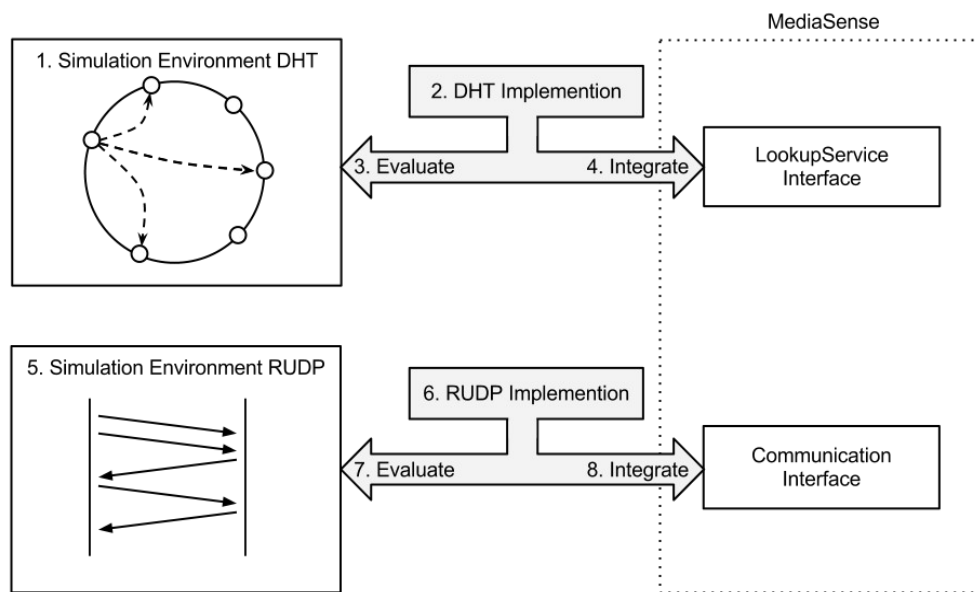 MediaSense
1. Simulation Environment DHT
2. DHT Implemention
3. Evaluate
4. Integrate
LookupService
Interface
5. Simulation Environment RUDP
6. RUDP Implemention
7. Evaluate
8. Integrate
Communication
Interface